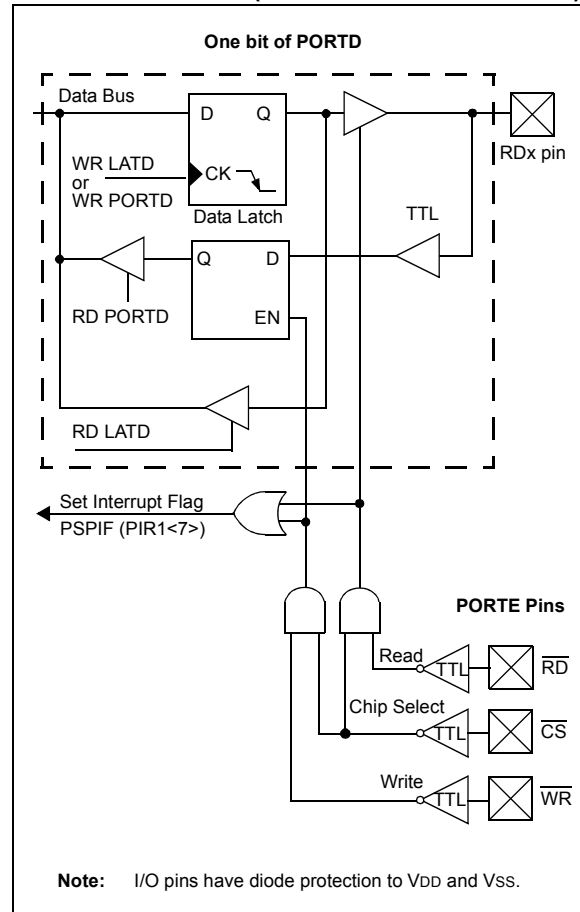 One bit of PORTD
Data Bus
D Q
RDx pin
WR LATD
or
WR PORTD
CK
Data Latch
TTL
Q D
RD PORTD
EN
RD LATD
Set Interrupt Flag
PSPIF (PIR1<7>)
PORTE Pins
Read
TTL
RD
Chip Select
TTL
CS
Write
TTL
WR
Note: I/O pins have diode protection to VDD and VSS.